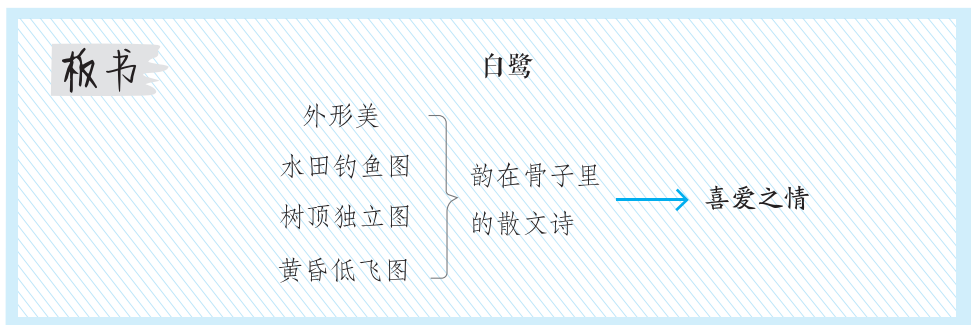 板书
白鹭
外形美
水田钓鱼图
树顶独立图
黄昏低飞图
韵在骨子里
的散文诗
喜爱之情